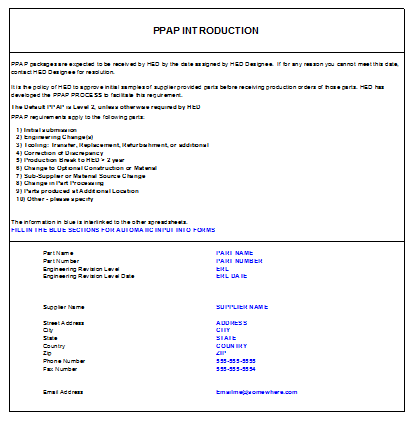 PPAP INTRODUCTION
PPAP packages are expected to be received by HED by the date assigned by HED Designee. If for any reason you cannot meet this date,
contact HED Designee for resolution.
It is the policy of HED to approve initial samples of supplier provided parts before receiving production orders of those parts. HED has
developed the PPAP PROCESS to facilitate this requirement.
The Default PPAP is Level 2, unless otherwise required by HED
PPAP requirements apply to the following parts:
1) Initial submission
2) Engineering Change(s)
3) Tooling: Transfer, Replacement, Refurbishment, or additional
4) Correction of Discrepancy
5) Production Break to HED > 2 year
6) Change to Optional Construction or Material
7) Sub-Supplier or Material Source Change
8) Change in Part Processing
9) Parts produced at Additional Location
10) Other - please specify
The information in blue is interlinked to the other spreadsheets.
FILL IN THE BLUE SECTIONS FOR AUTOMATIC INPUT INTO FORMS
Part Name PART NAME
Part Number PART NUMBER
Engineering Revision Level ERL
Engineering Revision Level Date ERL DATE
Supplier Name SUPPLIER NAME
Street Address ADDRESS
City CITY
State STATE
Country COUNTRY
Zip ZIP
Phone Number 555-555-5555
Fax Number 555-555-5554
Email Address Emailme@somewhere.com